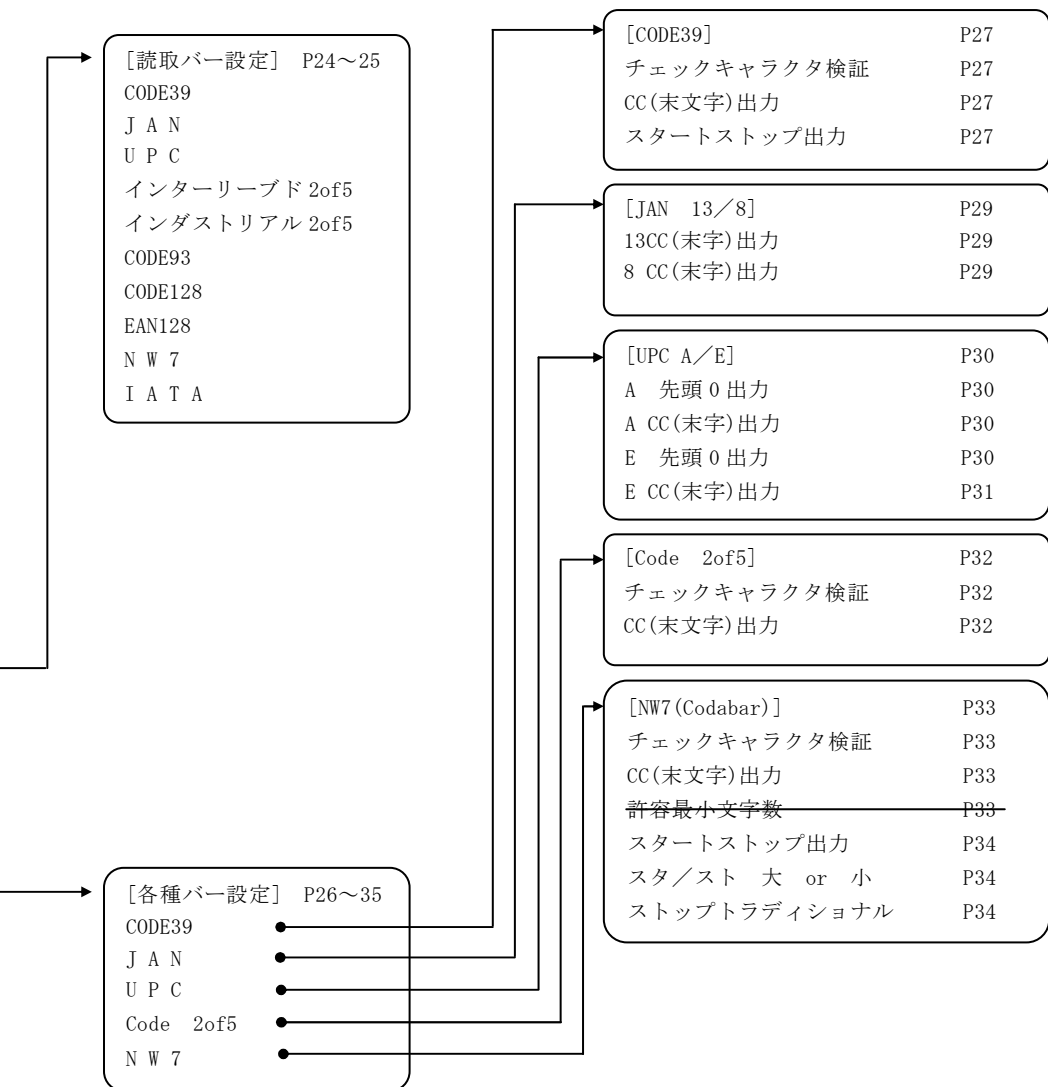 [読取バー設定] P24～25
CODE39
J A N
U P C
インターリーブド 2of5
インダストリアル 2of5
CODE93
CODE128
EAN128
N W 7
I A T A
[各種バー設定] P26～35
CODE39
J A N
U P C
Code 2of5
N W 7
[CODE39] P27
チェックキャラクタ検証 P27
CC(末文字)出力 P27
スタートストップ出力 P27
[JAN 13／8] P29
13CC(末字)出力 P29
8 CC(末字)出力 P29
[UPC A／E] P30
A 先頭 0 出力 P30
A CC(末字)出力 P30
E 先頭 0 出力 P30
E CC(末字)出力 P31
[Code 2of5] P32
チェックキャラクタ検証 P32
CC(末文字)出力 P32
[NW7(Codabar)] P33
チェックキャラクタ検証 P33
CC(末文字)出力 P33
許容最小文字数 P33
スタートストップ出力 P34
スタ／スト 大 or 小 P34
ストップトラディショナル P34